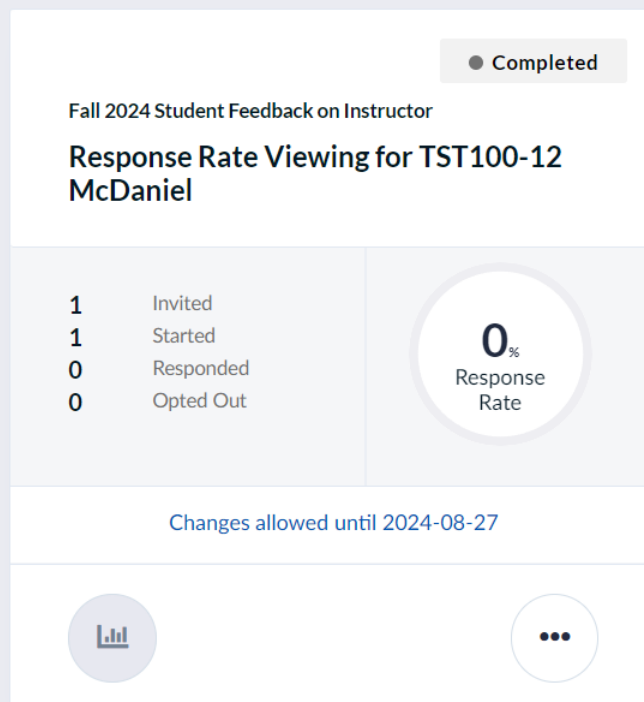 Completed
Fall 2024 Student Feedback on Instructor
Response Rate Viewing for TST100-12
McDaniel
1 Invited
1 Started
0 Responded
0 Opted Out
0%
Response
Rate
Changes allowed until 2024-08-27